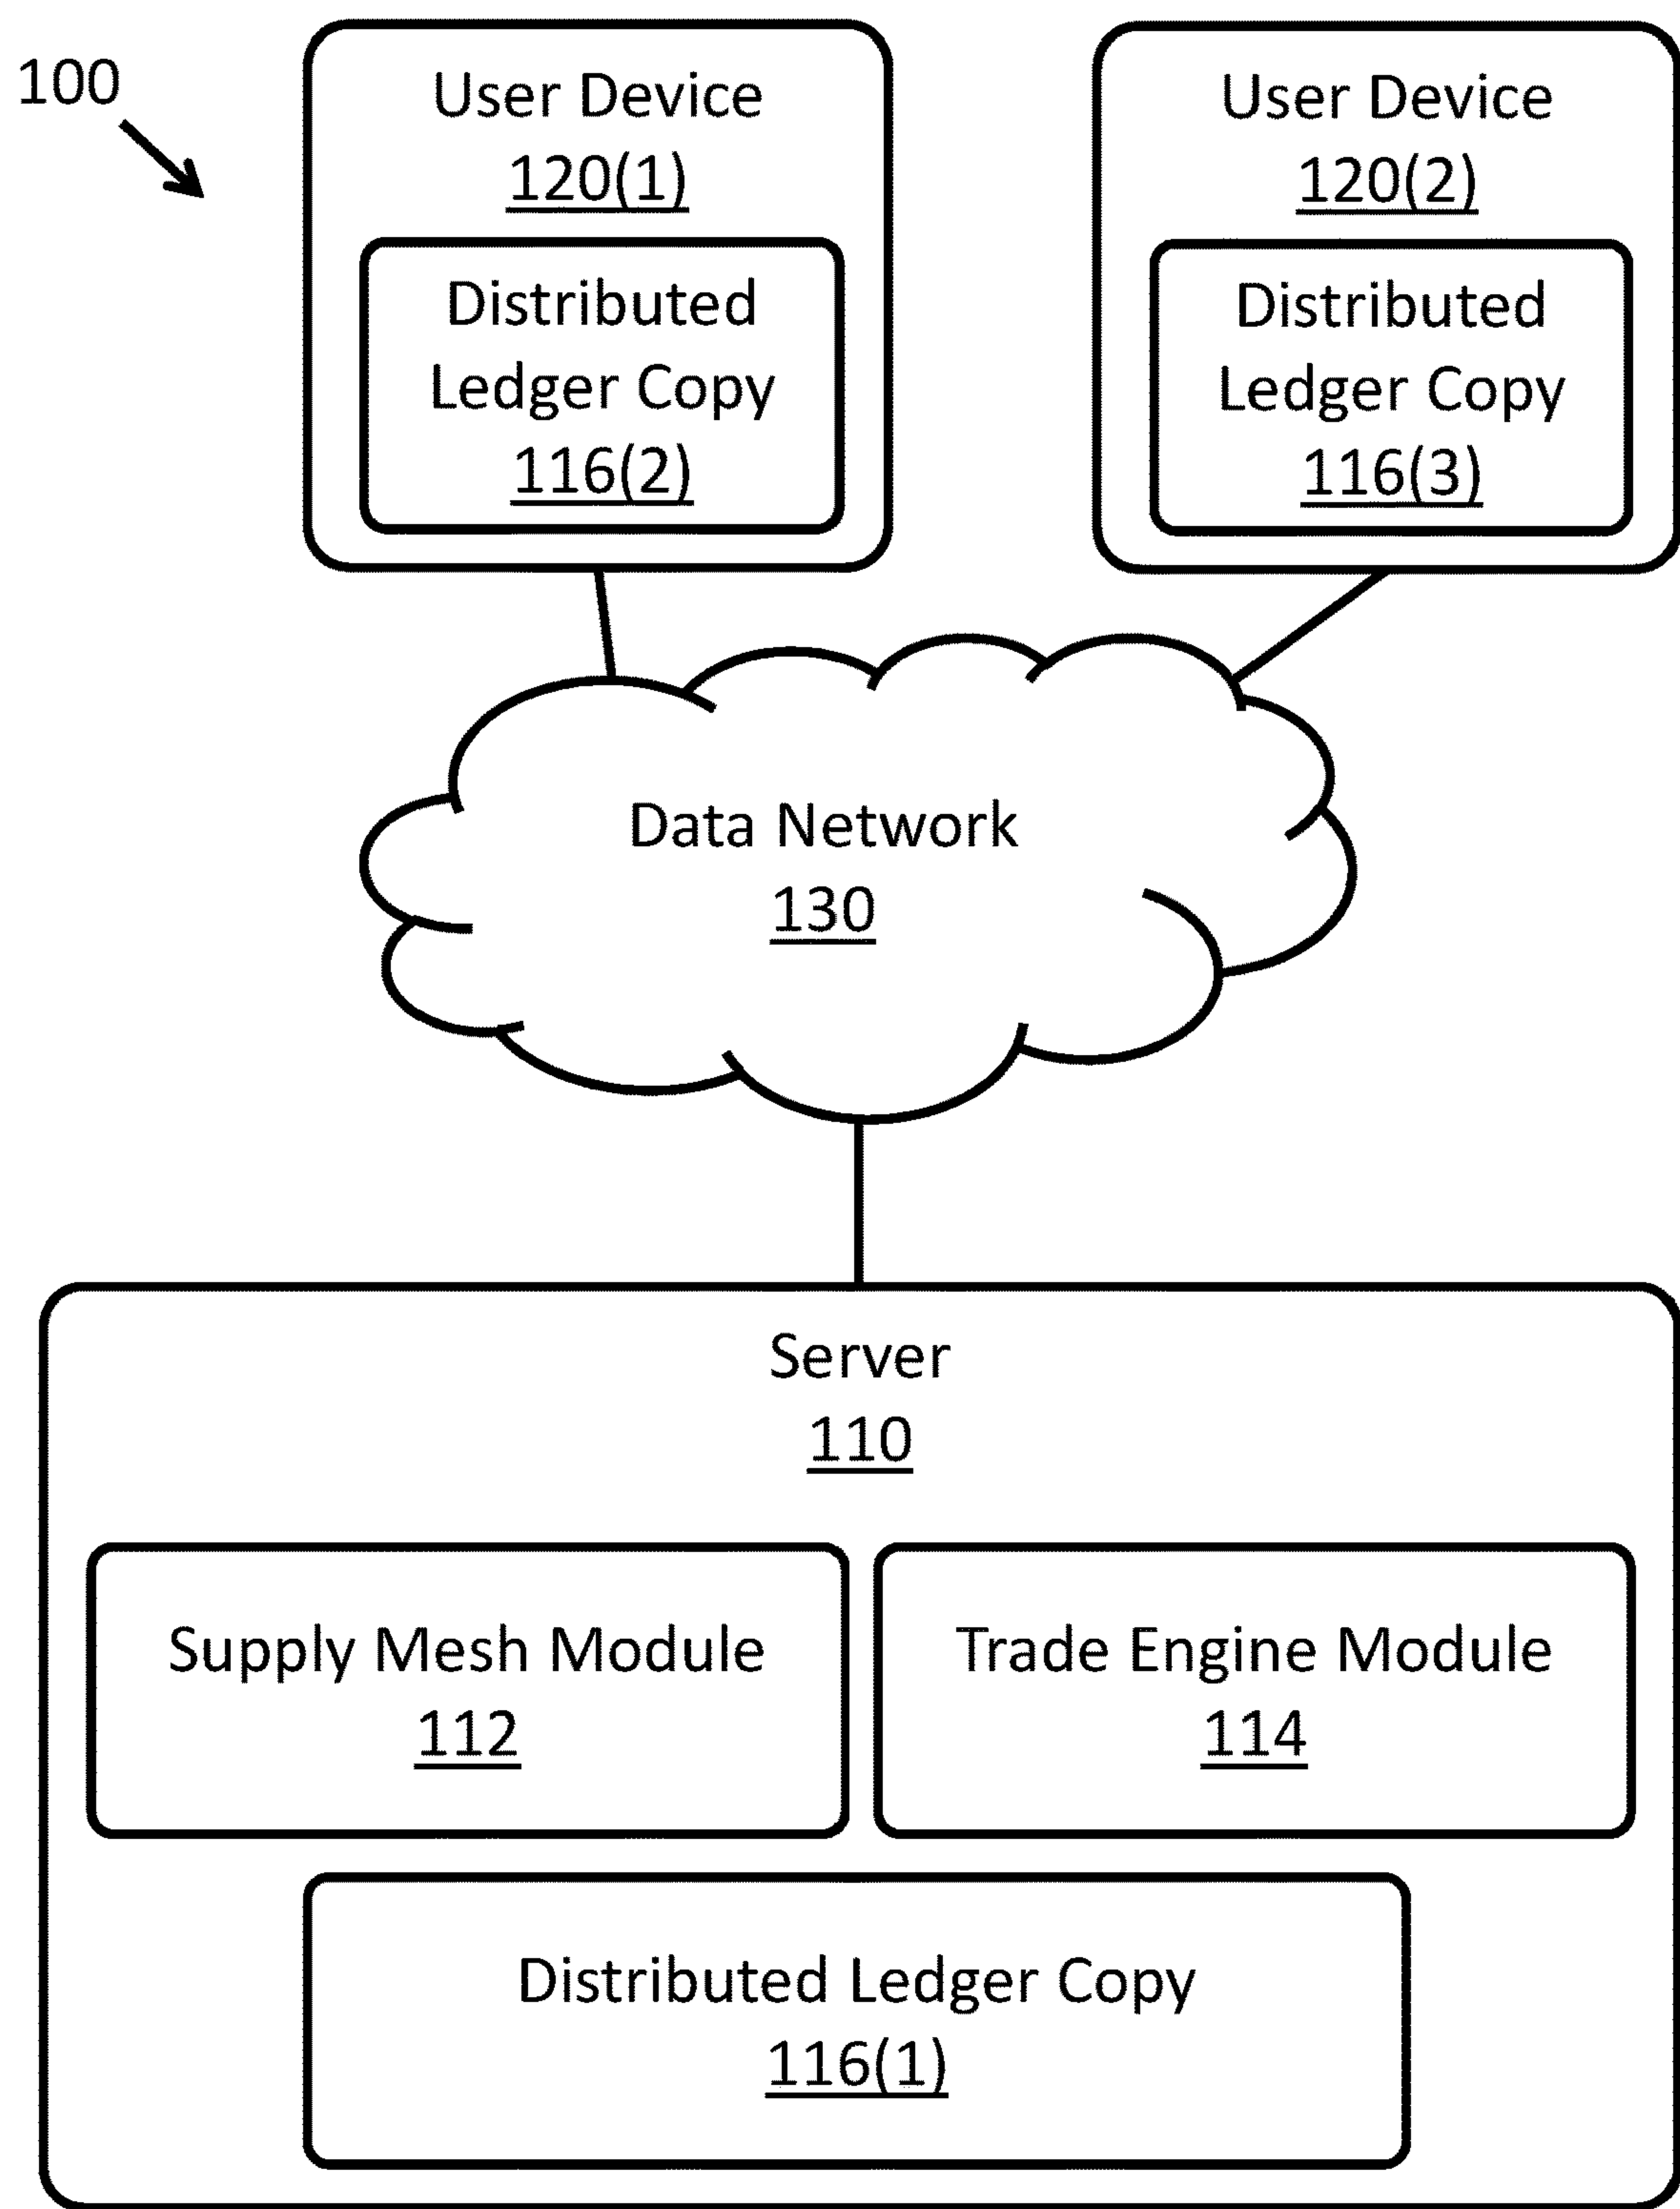 100
User Device
120(1)
Distributed
Ledger Copy
116(2)
User Device
120(2)
Distributed
Ledger Copy
116(3)
Data Network
130
Server
110
Supply Mesh Module
112
Trade Engine Module
114
Distributed Ledger Copy
116(1)